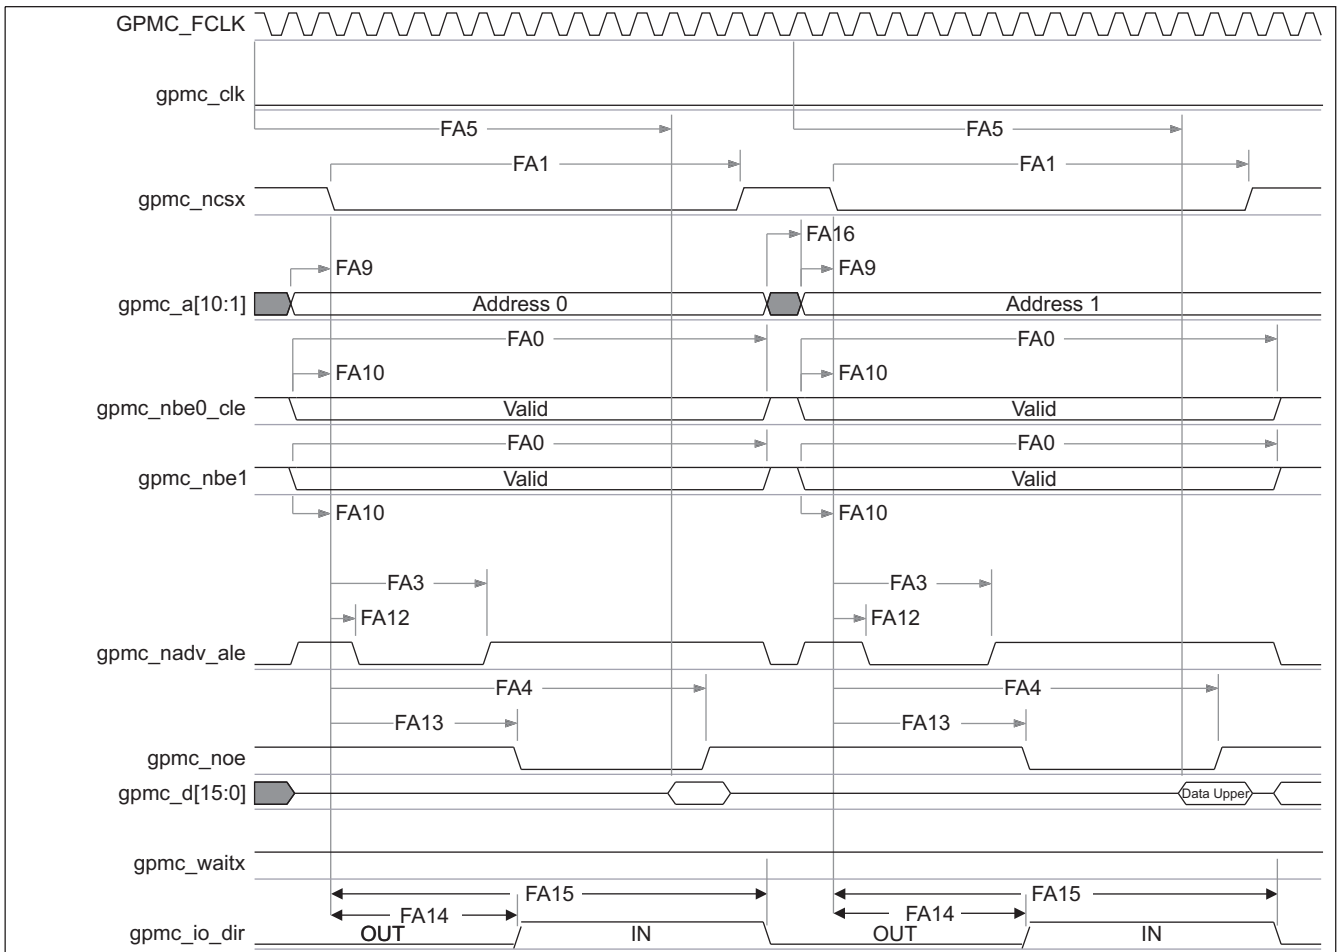 GPMC_FCLK
gpmc_clk
FA5 FA5
FA1 FA1
gpmc_ncsx
FA16
FA9 FA9
gpmc_a[10:1] Address 0 Address 1
FA0 FA0
FA10 FA10
gpmc_nbe0_cle Valid Valid
FA0 FA0
gpmc_nbe1 Valid Valid
FA10 FA10
FA3 FA3
FA12 FA12
gpmc_nadv_ale
FA4 FA4
FA13 FA13
gpmc_noe
gpmc_d[15:0] Data Upper
gpmc_waitx
FA15 FA15
FA14 FA14
gpmc_io_dir OUT IN OUT IN